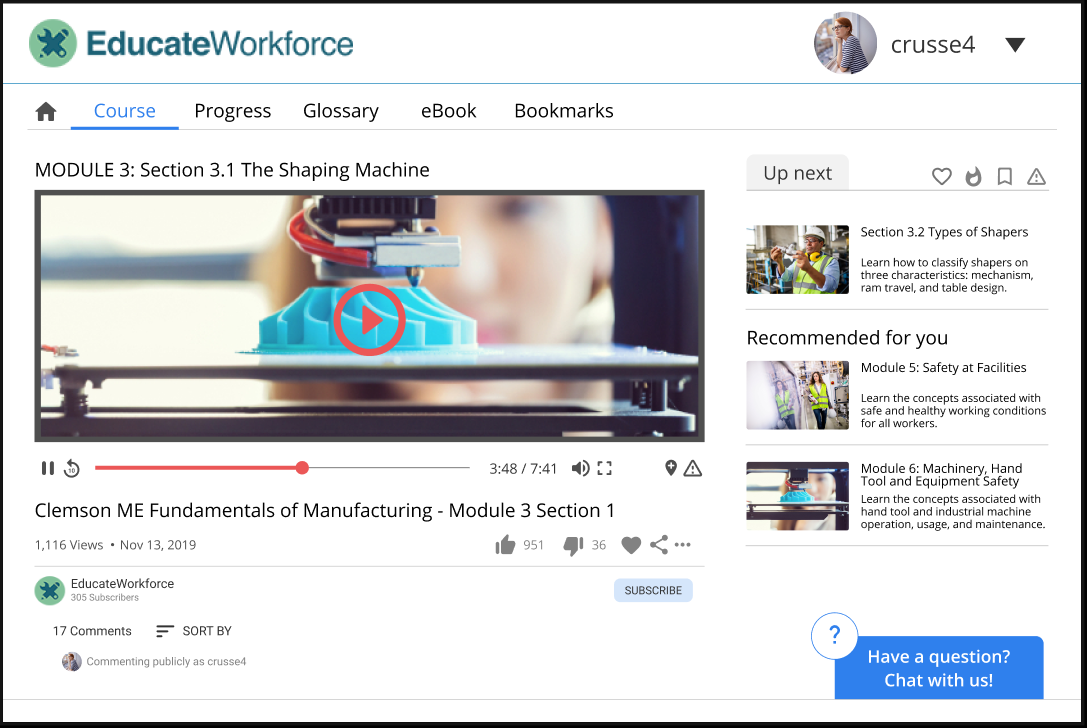 EducateWorkforce
crusse4
Course Progress Glossary eBook Bookmarks
MODULE 3: Section 3.1 The Shaping Machine
10
3:48 / 7:41
Clemson ME Fundamentals of Manufacturing - Module 3 Section 1
1,116 Views • Nov 13, 2019
951 36
EducateWorkforce
305 Subscribers
SUBSCRIBE
17 Comments SORT BY
Commenting publicly as crusse4
Up next
Section 3.2 Types of Shapers
Learn how to classify shapers on
three characteristics: mechanism,
ram travel, and table design.
Recommended for you
Module 5: Safety at Facilities
Learn the concepts associated with
safe and healthy working conditions
for all workers.
Module 6: Machinery, Hand
Tool and Equipment Safety
Learn the concepts associated with
hand tool and industrial machine
operation, usage, and maintenance.
?
Have a question?
Chat with us!